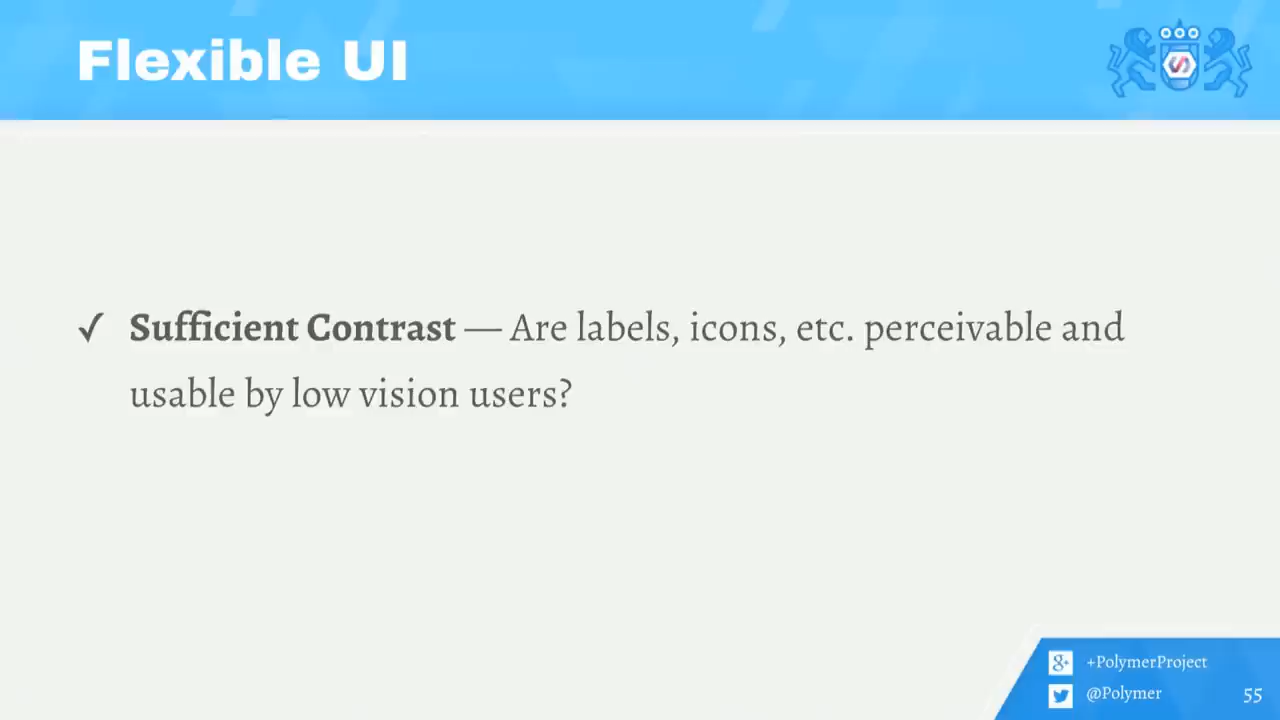 Flexible UI
✓ Sufficient Contrast — Are labels, icons, etc. perceivable and
usable by low vision users?
+PolymerProject
@Polymer
55